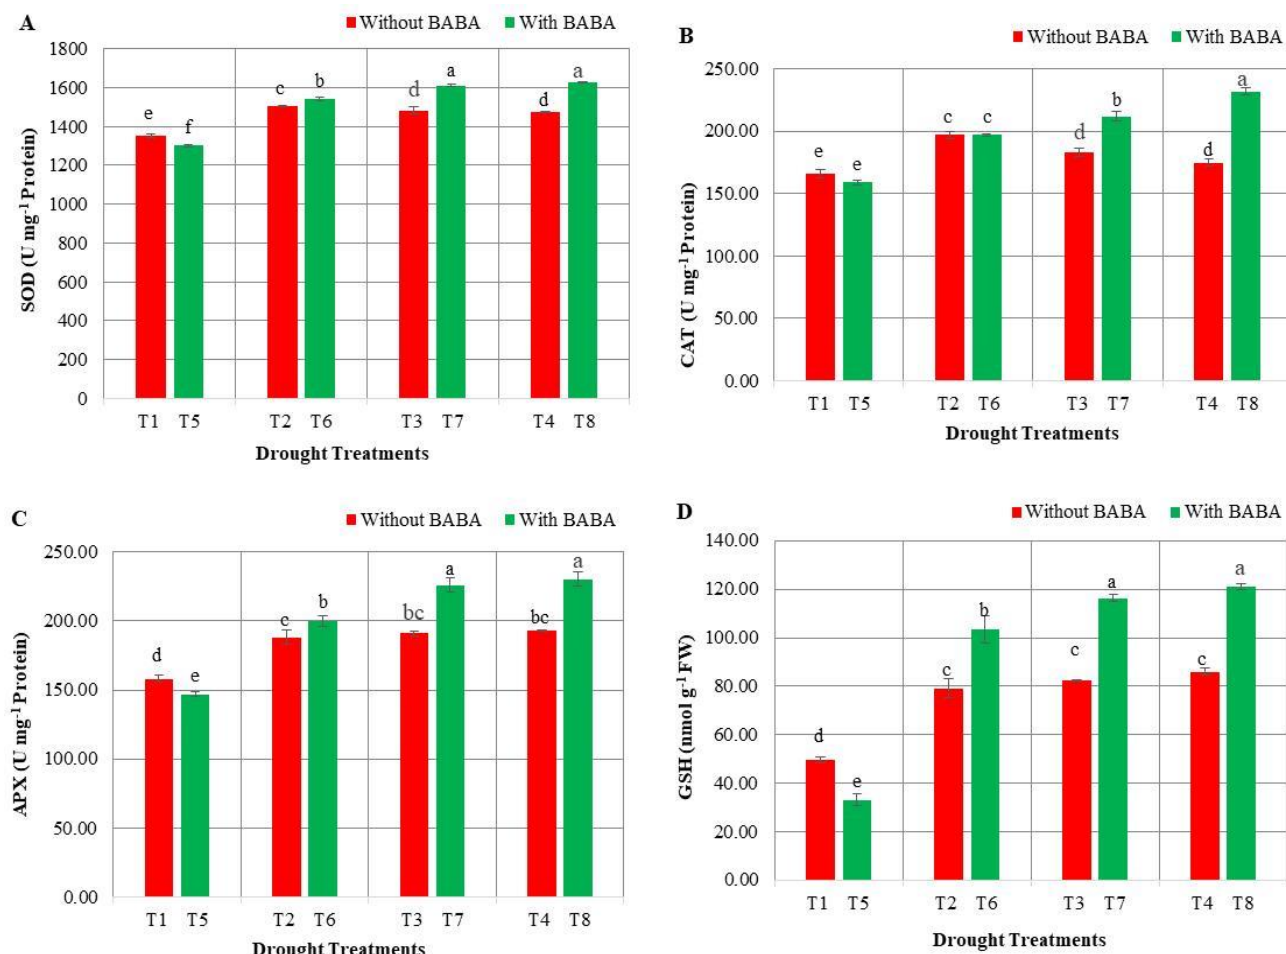 A
Without BABA With BABA
1800
1600
1400
1200
1000
800
600
400
200
0
SOD (U mg-1 Protein)
e f c b d a d a
T1 T5 T2 T6 T3 T7 T4 T8
Drought Treatments
B
Without BABA With BABA
250.00
200.00
150.00
100.00
50.00
0.00
CAT (U mg-1 Protein)
e e c c d b d a
T1 T5 T2 T6 T3 T7 T4 T8
Drought Treatments
C
Without BABA With BABA
250.00
200.00
150.00
100.00
50.00
0.00
APX (U mg-1 Protein)
d e c b bc a bc a
T1 T5 T2 T6 T3 T7 T4 T8
Drought Treatments
D
Without BABA With BABA
140.00
120.00
100.00
80.00
60.00
40.00
20.00
0.00
GSH (nmol g-1 FW)
d e c b c a c a
T1 T5 T2 T6 T3 T7 T4 T8
Drought Treatments